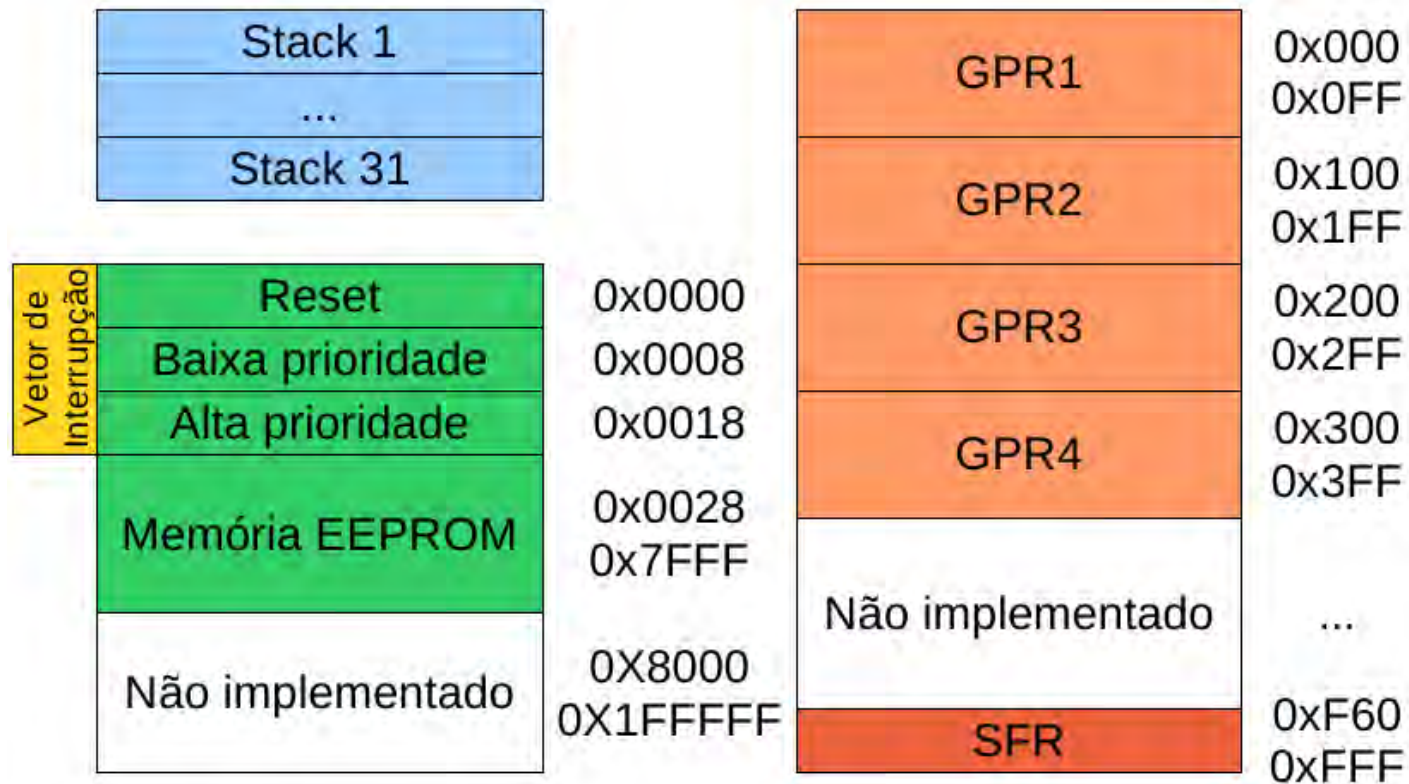 Stack 1
...
Stack 31
Vetor de
Interrupção
Reset
0x0000
Baixa prioridade
0x0008
Alta prioridade
0x0018
Memória EEPROM
0x0028
0x7FFF
Não implementado
0X8000
0X1FFFFF
GPR1
0x000
0x0FF
GPR2
0x100
0x1FF
GPR3
0x200
0x2FF
GPR4
0x300
0x3FF
Não implementado
...
SFR
0xF60
0xFFF